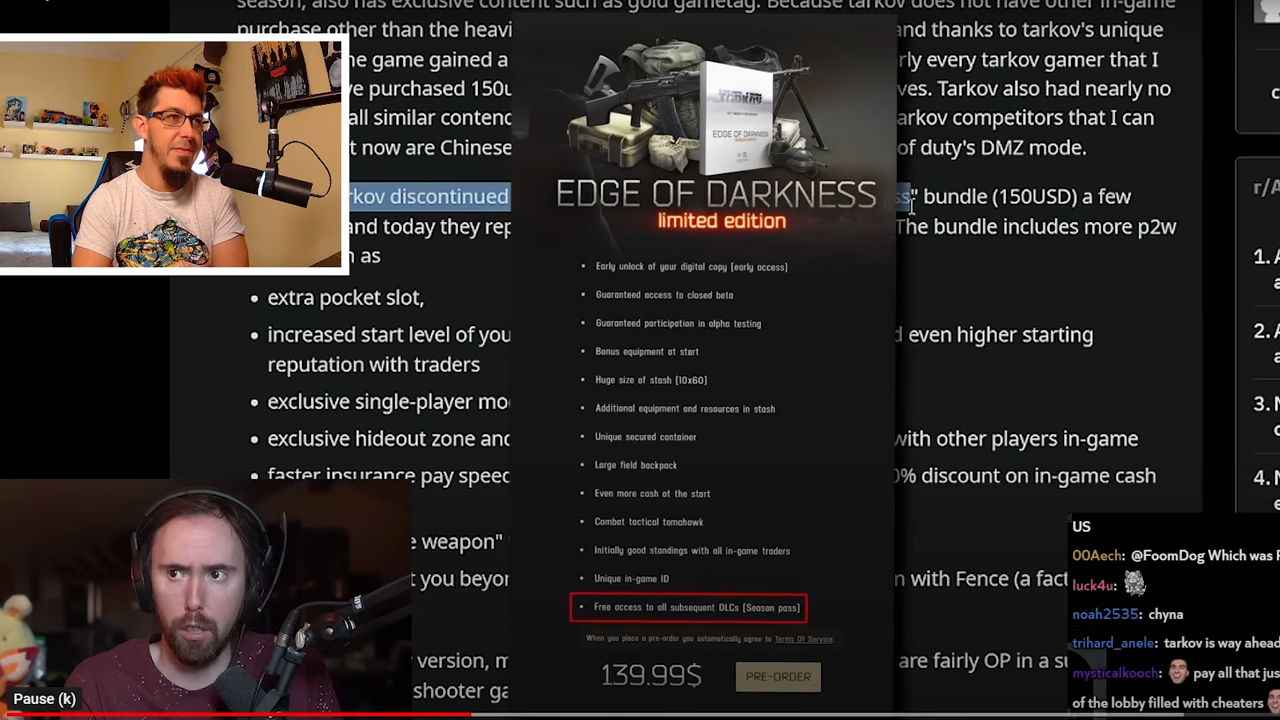 season, also has exclusive content such as gold gametag. Because tarkov does not have other in-game
purchase other than the heavi and thanks to tarkov's unique
he game gained a rly every tarkov gamer that I
ve purchased 150u ves. Tarkov also had nearly no
all similar contend arkov competitors that I can
t now are Chinese of duty's DMZ mode.
rkov discontinued ss" bundle (150USD) a few
and today they rep The bundle includes more p2w
h as
• extra pocket slot,
• increased start level of you d even higher starting
reputation with traders
• exclusive single-player mo
• exclusive hideout zone and with other players in-game
• faster insurance pay speed 0% discount on in-game cash
e weapon"
t you beyon n with Fence (a fact
version, m are fairly OP in a su
shooter ga
TARKOV
EDGE OF DARKNESS
EDGE OF DARKNESS
limited edition
• Early unlock of your digital copy [early access]
• Guaranteed access to closed beta
• Guaranteed participation in alpha testing
• Bonus equipment at start
• Huge size of stash [10x60]
• Additional equipment and resources in stash
• Unique secured container
• Large field backpack
• Even more cash at the start
• Combat tactical tomahawk
• Initially good standings with all in-game traders
• Unique in-game ID
• Free access to all subsequent DLCs [Season pass]
When you place a pre-order you automatically agree to Terms Of Service.
139.99$ PRE-ORDER
r/A
1. A
2. A
3. N
4. N
US
00Aech: @FoomDog Which was
luck4u:
noah2535: chyna
trihard_anele: tarkov is way ahead
mysticalkooch: pay all that jus
of the lobby filled with cheaters
Pause (k)